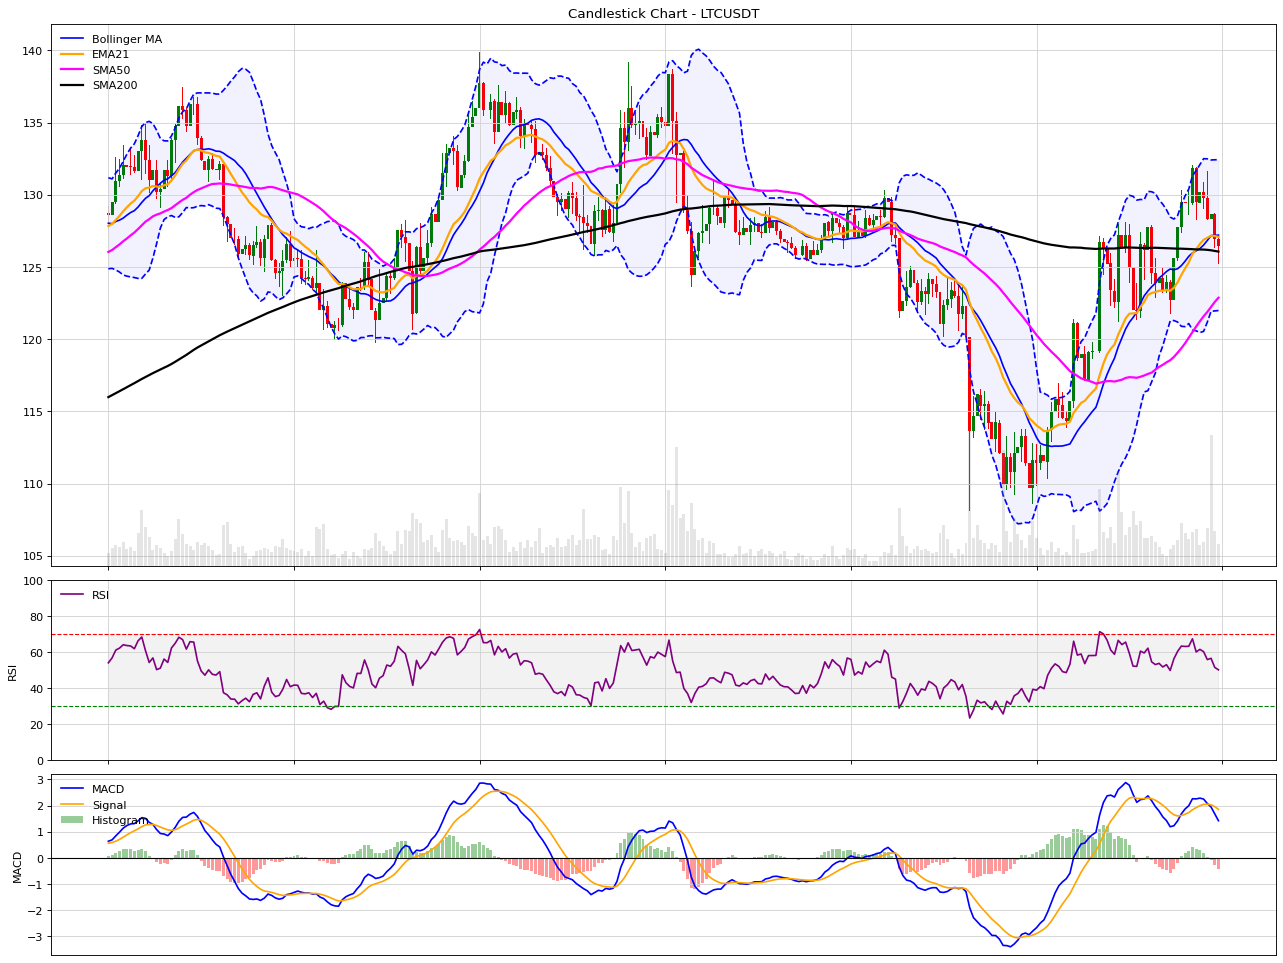 Candlestick Chart - LTCUSDT
Bollinger MA
EMA21
SMA50
SMA200
140
135
130
125
120
115
110
105
RSI
100
80
60
40
20
0
RSI
MACD
Signal
Histogram
3
2
1
0
−1
−2
−3
MACD